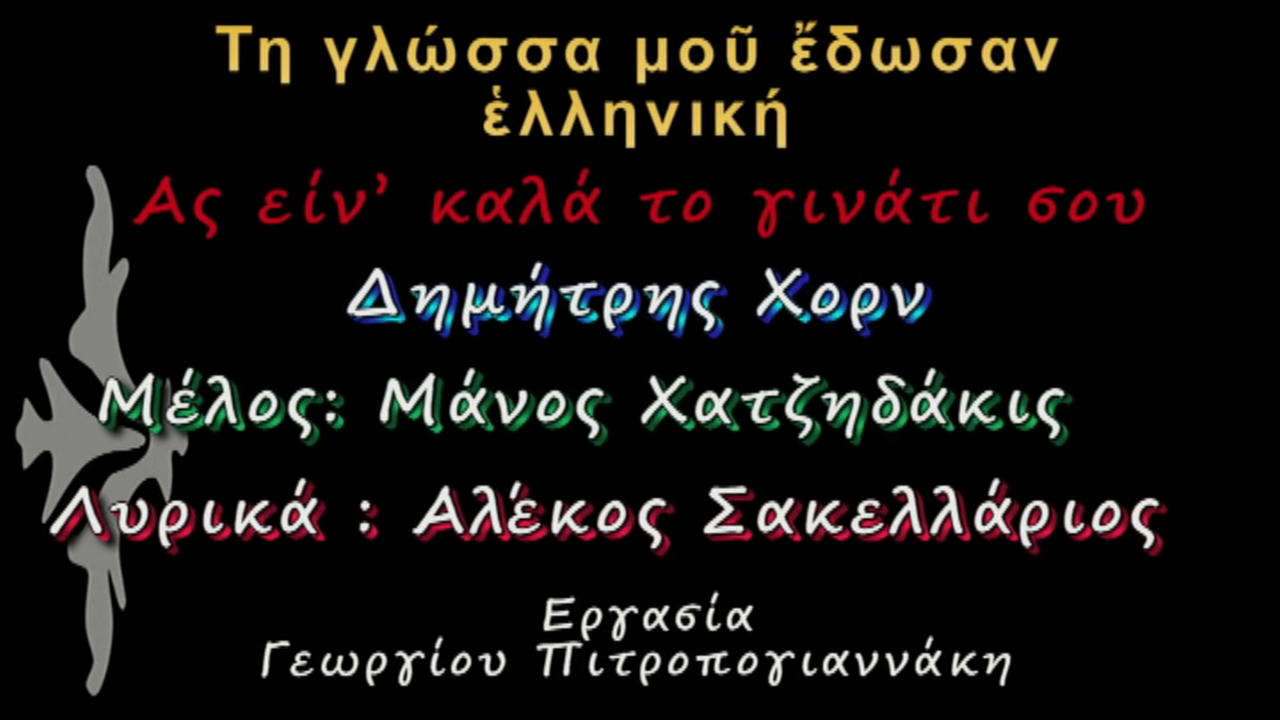 Τη γλώσσα μοῦ ἔδωσαν
ἑλληνική
Ας είν’ καλά το γινάτι σου
Δημήτρης Χορν
Μέλος: Μάνος Χατζηδάκις
Λυρικά : Αλέκος Σακελλάριος
Εργασία
Γεωργίου Πιτροπογιαννάκη